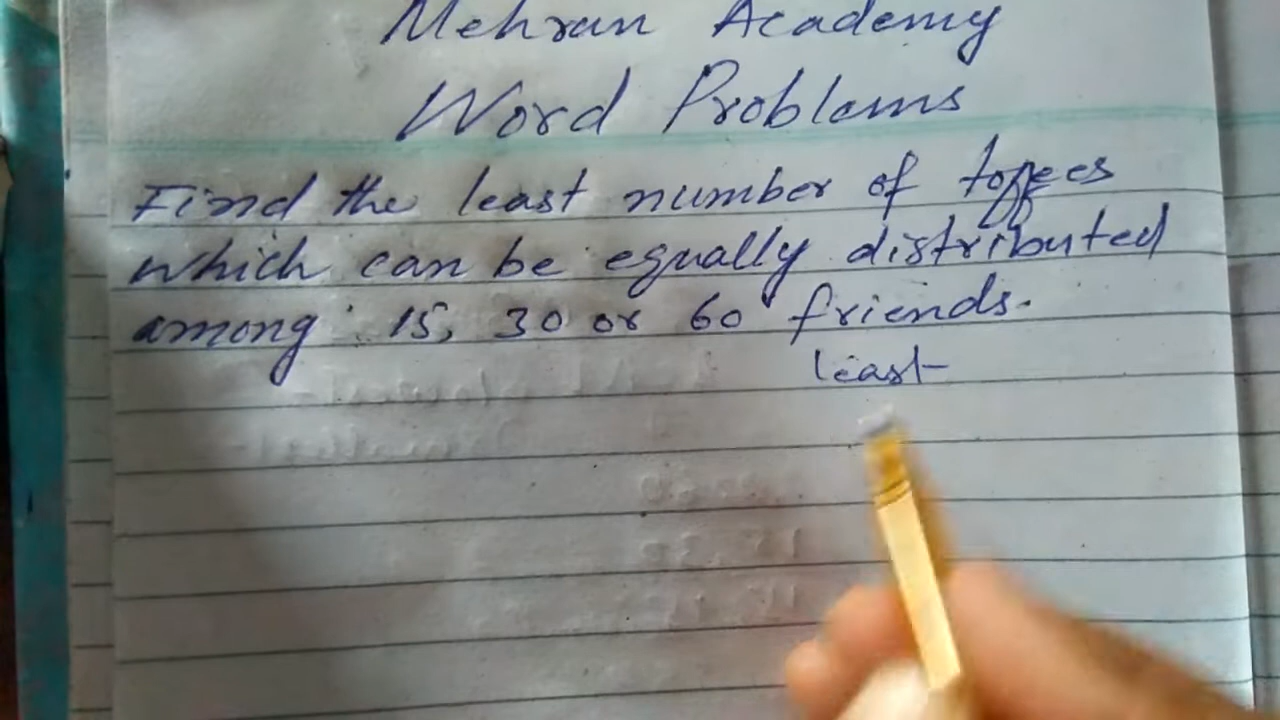 Mehran Academy
Word Problems
Find the least number of toffees
which can be equally distributed
among 15, 30 or 60 friends.
least